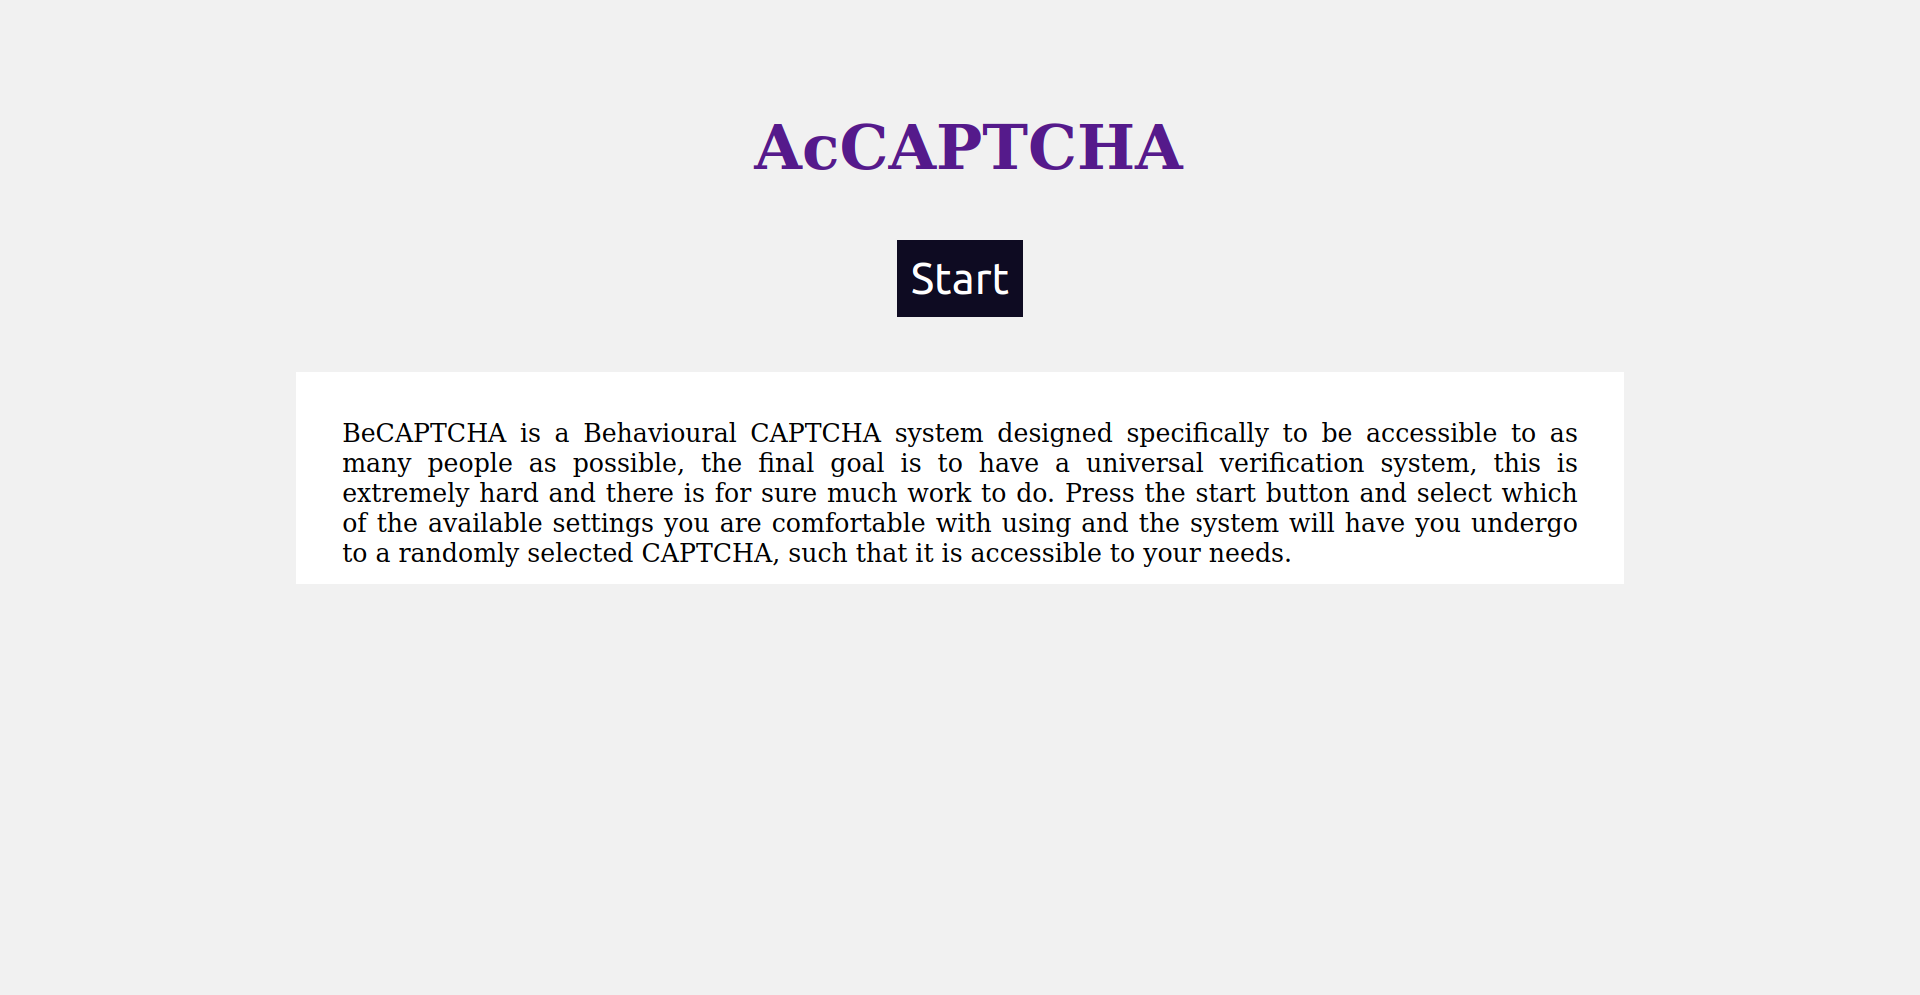 AcCAPTCHA
Start
BeCAPTCHA is a Behavioural CAPTCHA system designed specifically to be accessible to as
many people as possible, the final goal is to have a universal verification system, this is
extremely hard and there is for sure much work to do. Press the start button and select which
of the available settings you are comfortable with using and the system will have you undergo
to a randomly selected CAPTCHA, such that it is accessible to your needs.